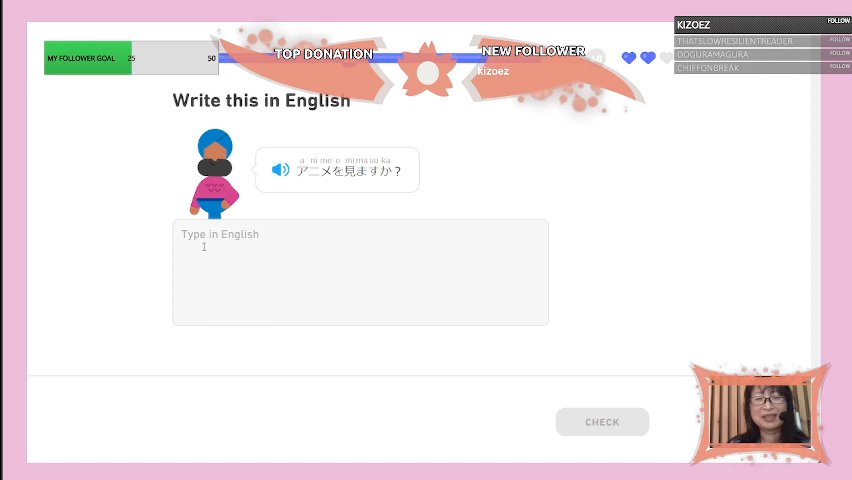 KIZOEZ FOLLOW
THATSLOWRESILIENTREADER FOLLOW
DOGURAMAGURA FOLLOW
CHIFFONBREAK FOLLOW
MY FOLLOWER GOAL 25 50
TOP DONATION
NEW FOLLOWER
kizoez
Write this in English
a ni me o mi ma su ka
アニメを見ますか?
Type in English
CHECK